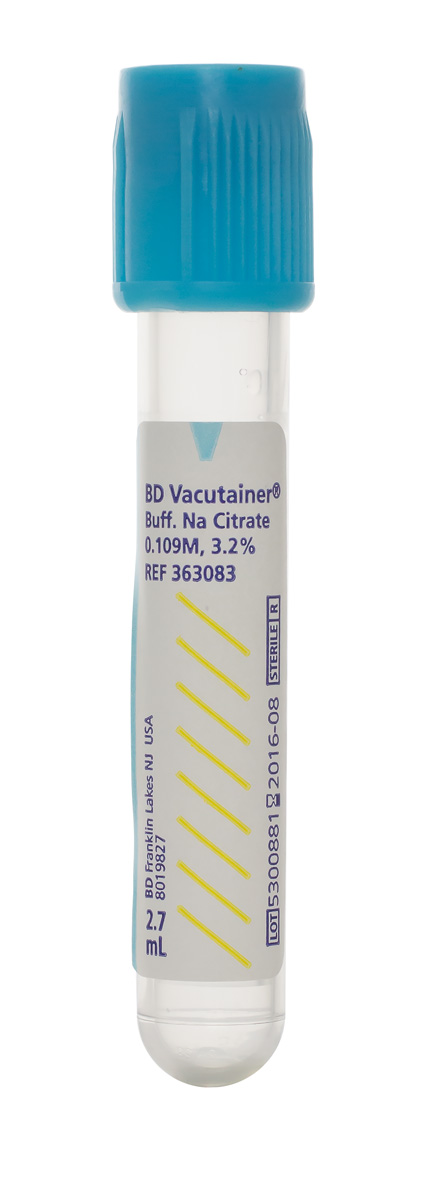 BD Vacutainer®
Buff. Na Citrate
0.109M, 3.2%
REF 363083
BD Franklin Lakes NJ USA
8019827
2.7
mL
LOT 5300881 2016-08 STERILE R